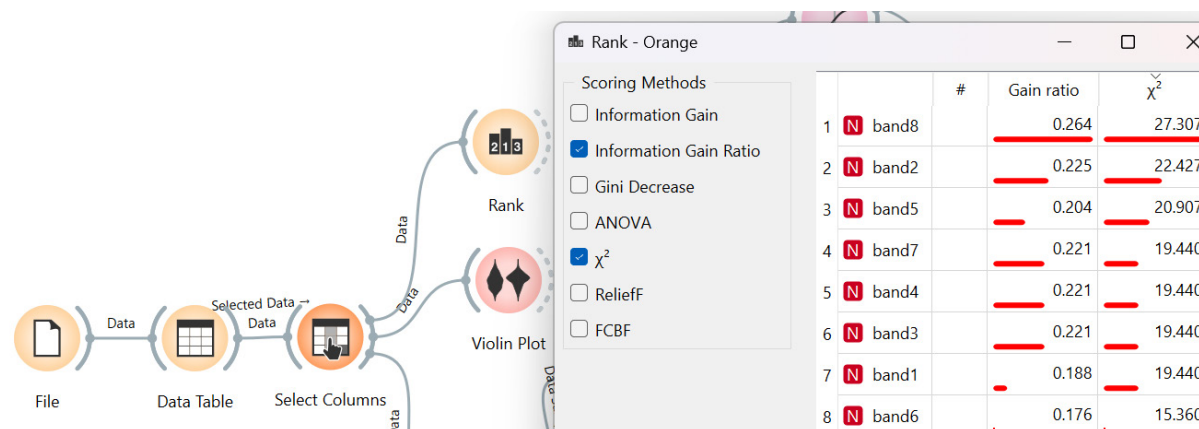 Rank - Orange
Scoring Methods
Information Gain
Information Gain Ratio
Gini Decrease
ANOVA
χ²
ReliefF
FCBF
# Gain ratio χ²
1 N band8 0.264 27.307
2 N band2 0.225 22.427
3 N band5 0.204 20.907
4 N band7 0.221 19.440
5 N band4 0.221 19.440
6 N band3 0.221 19.440
7 N band1 0.188 19.440
8 N band6 0.176 15.360
213
Rank
Data
Data
Violin Plot
Selected Data →
Data
Data
File
Data Table
Select Columns
Data